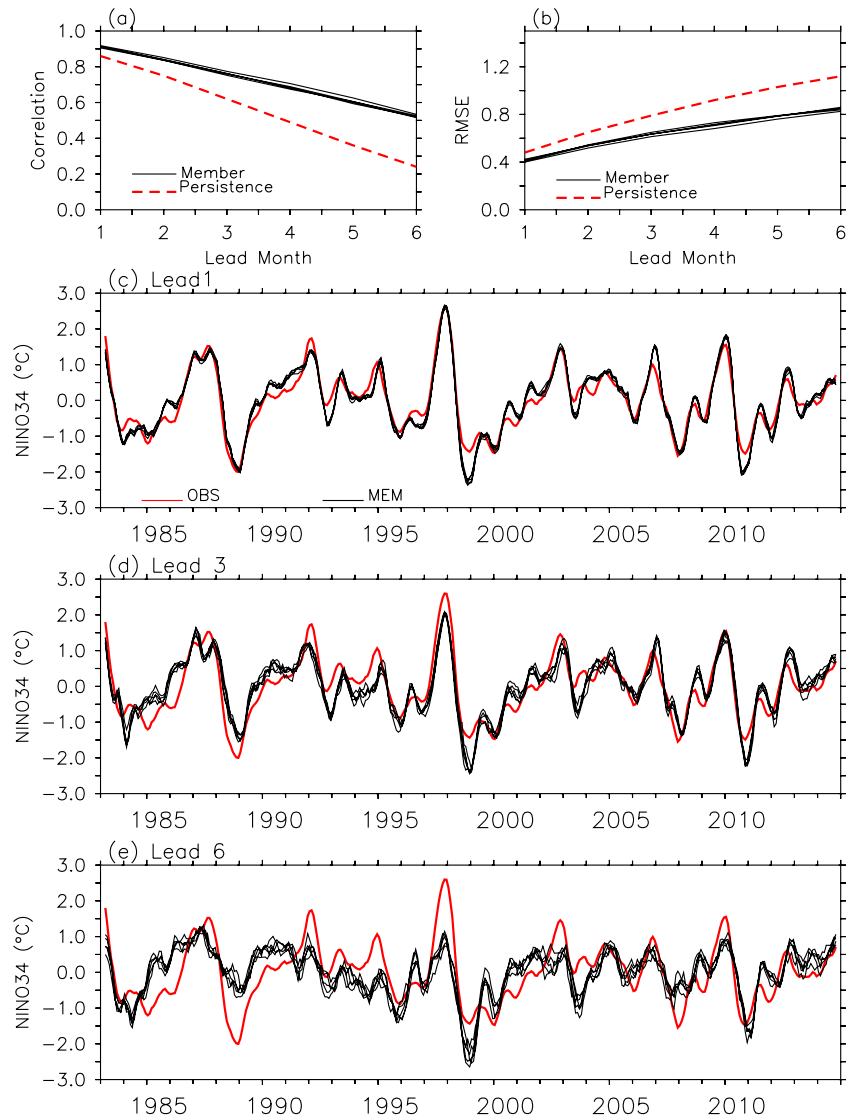 (a)
(b)
Correlation
1.0
0.8
0.6
0.4
0.2
0.0
Member
Persistence
1 2 3 4 5 6
Lead Month
RMSE
1.2
0.8
0.4
0.0
Member
Persistence
1 2 3 4 5 6
Lead Month
(c) Lead1
NINO34 (°C)
3.0
2.0
1.0
0.0
-1.0
-2.0
-3.0
OBS
MEM
1985 1990 1995 2000 2005 2010
(d) Lead 3
NINO34 (°C)
3.0
2.0
1.0
0.0
-1.0
-2.0
-3.0
1985 1990 1995 2000 2005 2010
(e) Lead 6
NINO34 (°C)
3.0
2.0
1.0
0.0
-1.0
-2.0
-3.0
1985 1990 1995 2000 2005 2010